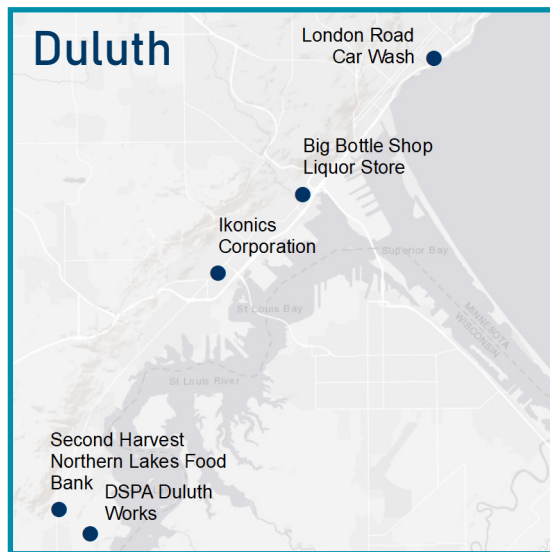 Duluth
London Road
Car Wash
Big Bottle Shop
Liquor Store
Ikonics
Corporation
Superior Bay
St Louis Bay
MINNESOTA
WISCONSIN
St Louis River
Second Harvest
Northern Lakes Food
Bank
DSPA Duluth
Works